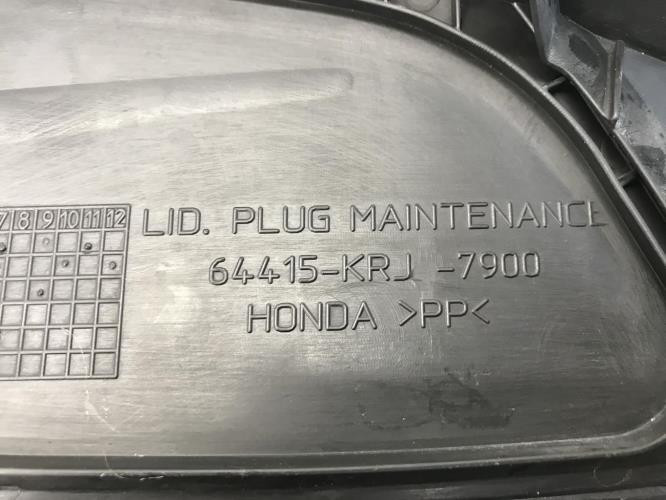 7 8 9 10 11 12
LID. PLUG MAINTENANCE
64415-KRJ -7900
HONDA >PP<